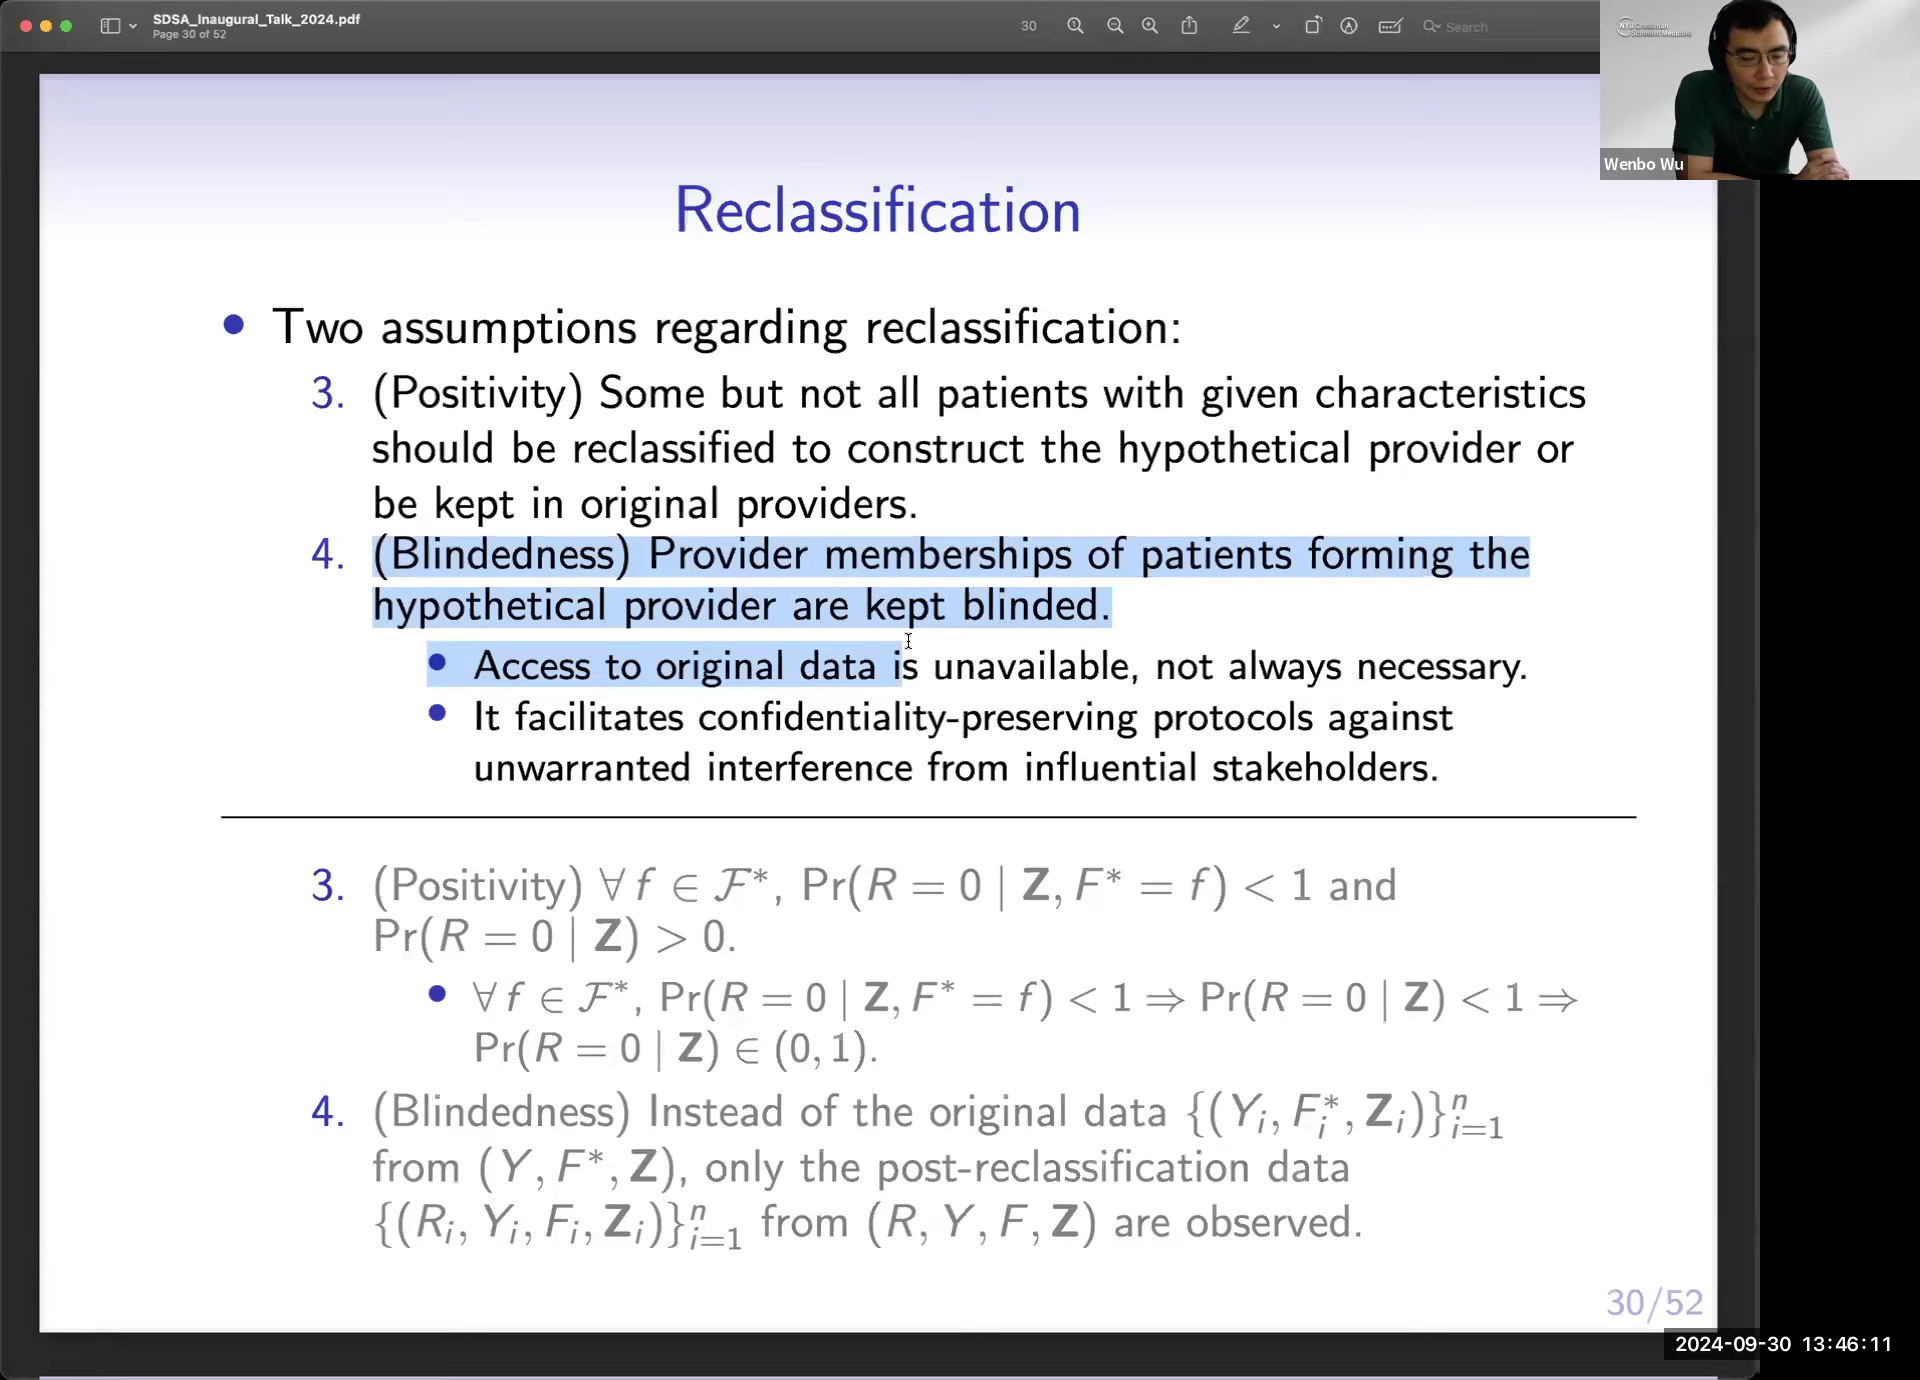 SDSA_Inaugural_Talk_2024.pdf
Page 30 of 52
30
Search
NYU Grossman
School of Medicine
Wenbo Wu
Reclassification
• Two assumptions regarding reclassification:
3. (Positivity) Some but not all patients with given characteristics
should be reclassified to construct the hypothetical provider or
be kept in original providers.
4. (Blindedness) Provider memberships of patients forming the
hypothetical provider are kept blinded.
• Access to original data is unavailable, not always necessary.
• It facilitates confidentiality-preserving protocols against
unwarranted interference from influential stakeholders.
3. (Positivity) ∀ f ∈ ℱ*, Pr(R = 0 | Z, F* = f) < 1 and
Pr(R = 0 | Z) > 0.
• ∀ f ∈ ℱ*, Pr(R = 0 | Z, F* = f) < 1 ⇒ Pr(R = 0 | Z) < 1 ⇒
Pr(R = 0 | Z) ∈ (0, 1).
4. (Blindedness) Instead of the original data {(Y_i, F_i^*, Z_i)}_{i=1}^n
from (Y, F*, Z), only the post-reclassification data
{(R_i, Y_i, F_i, Z_i)}_{i=1}^n from (R, Y, F, Z) are observed.
30/52
2024-09-30 13:46:11